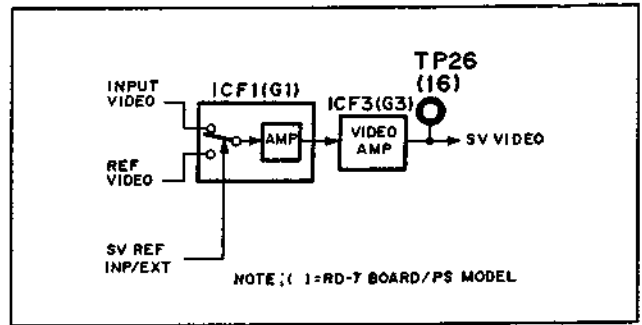 TP26
(16)
INPUT
VIDEO
ICF1(G1)
ICF3(G3)
AMP
VIDEO
AMP
SV VIDEO
REF
VIDEO
SV REF
INP/EXT
NOTE;( )=RD-7 BOARD/PS MODEL